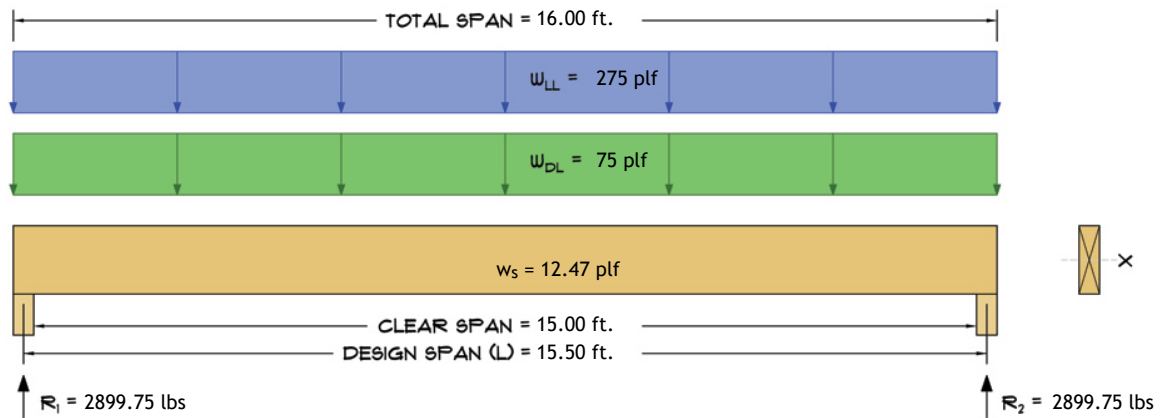 TOTAL SPAN = 16.00 ft.
WLL = 275 plf
WDL = 75 plf
ws = 12.47 plf
X
CLEAR SPAN = 15.00 ft.
DESIGN SPAN (L) = 15.50 ft.
R1 = 2899.75 lbs
R2 = 2899.75 lbs